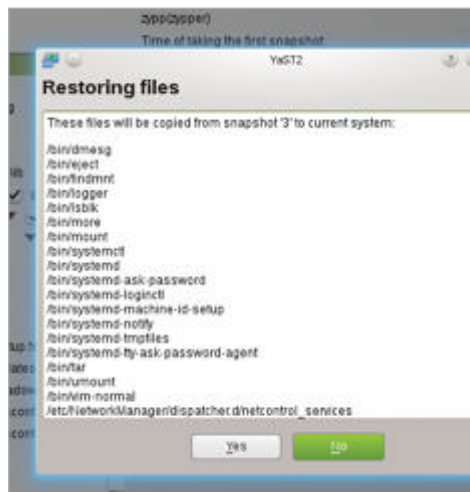 zypp(zypper)
Time of taking the first snapshot:
YaST2
Restoring files
These files will be copied from snapshot '3' to current system:
/bin/dmesg
/bin/eject
/bin/findmnt
/bin/logger
/bin/lsblk
/bin/more
/bin/mount
/bin/systemctl
/bin/systemd
/bin/systemd-ask-password
/bin/systemd-loginctl
/bin/systemd-machine-id-setup
/bin/systemd-notify
/bin/systemd-tmpfiles
/bin/systemd-tty-ask-password-agent
/bin/tar
/bin/umount
/bin/vim-normal
/etc/NetworkManager/dispatcher.d/netcontrol_services
Yes
No